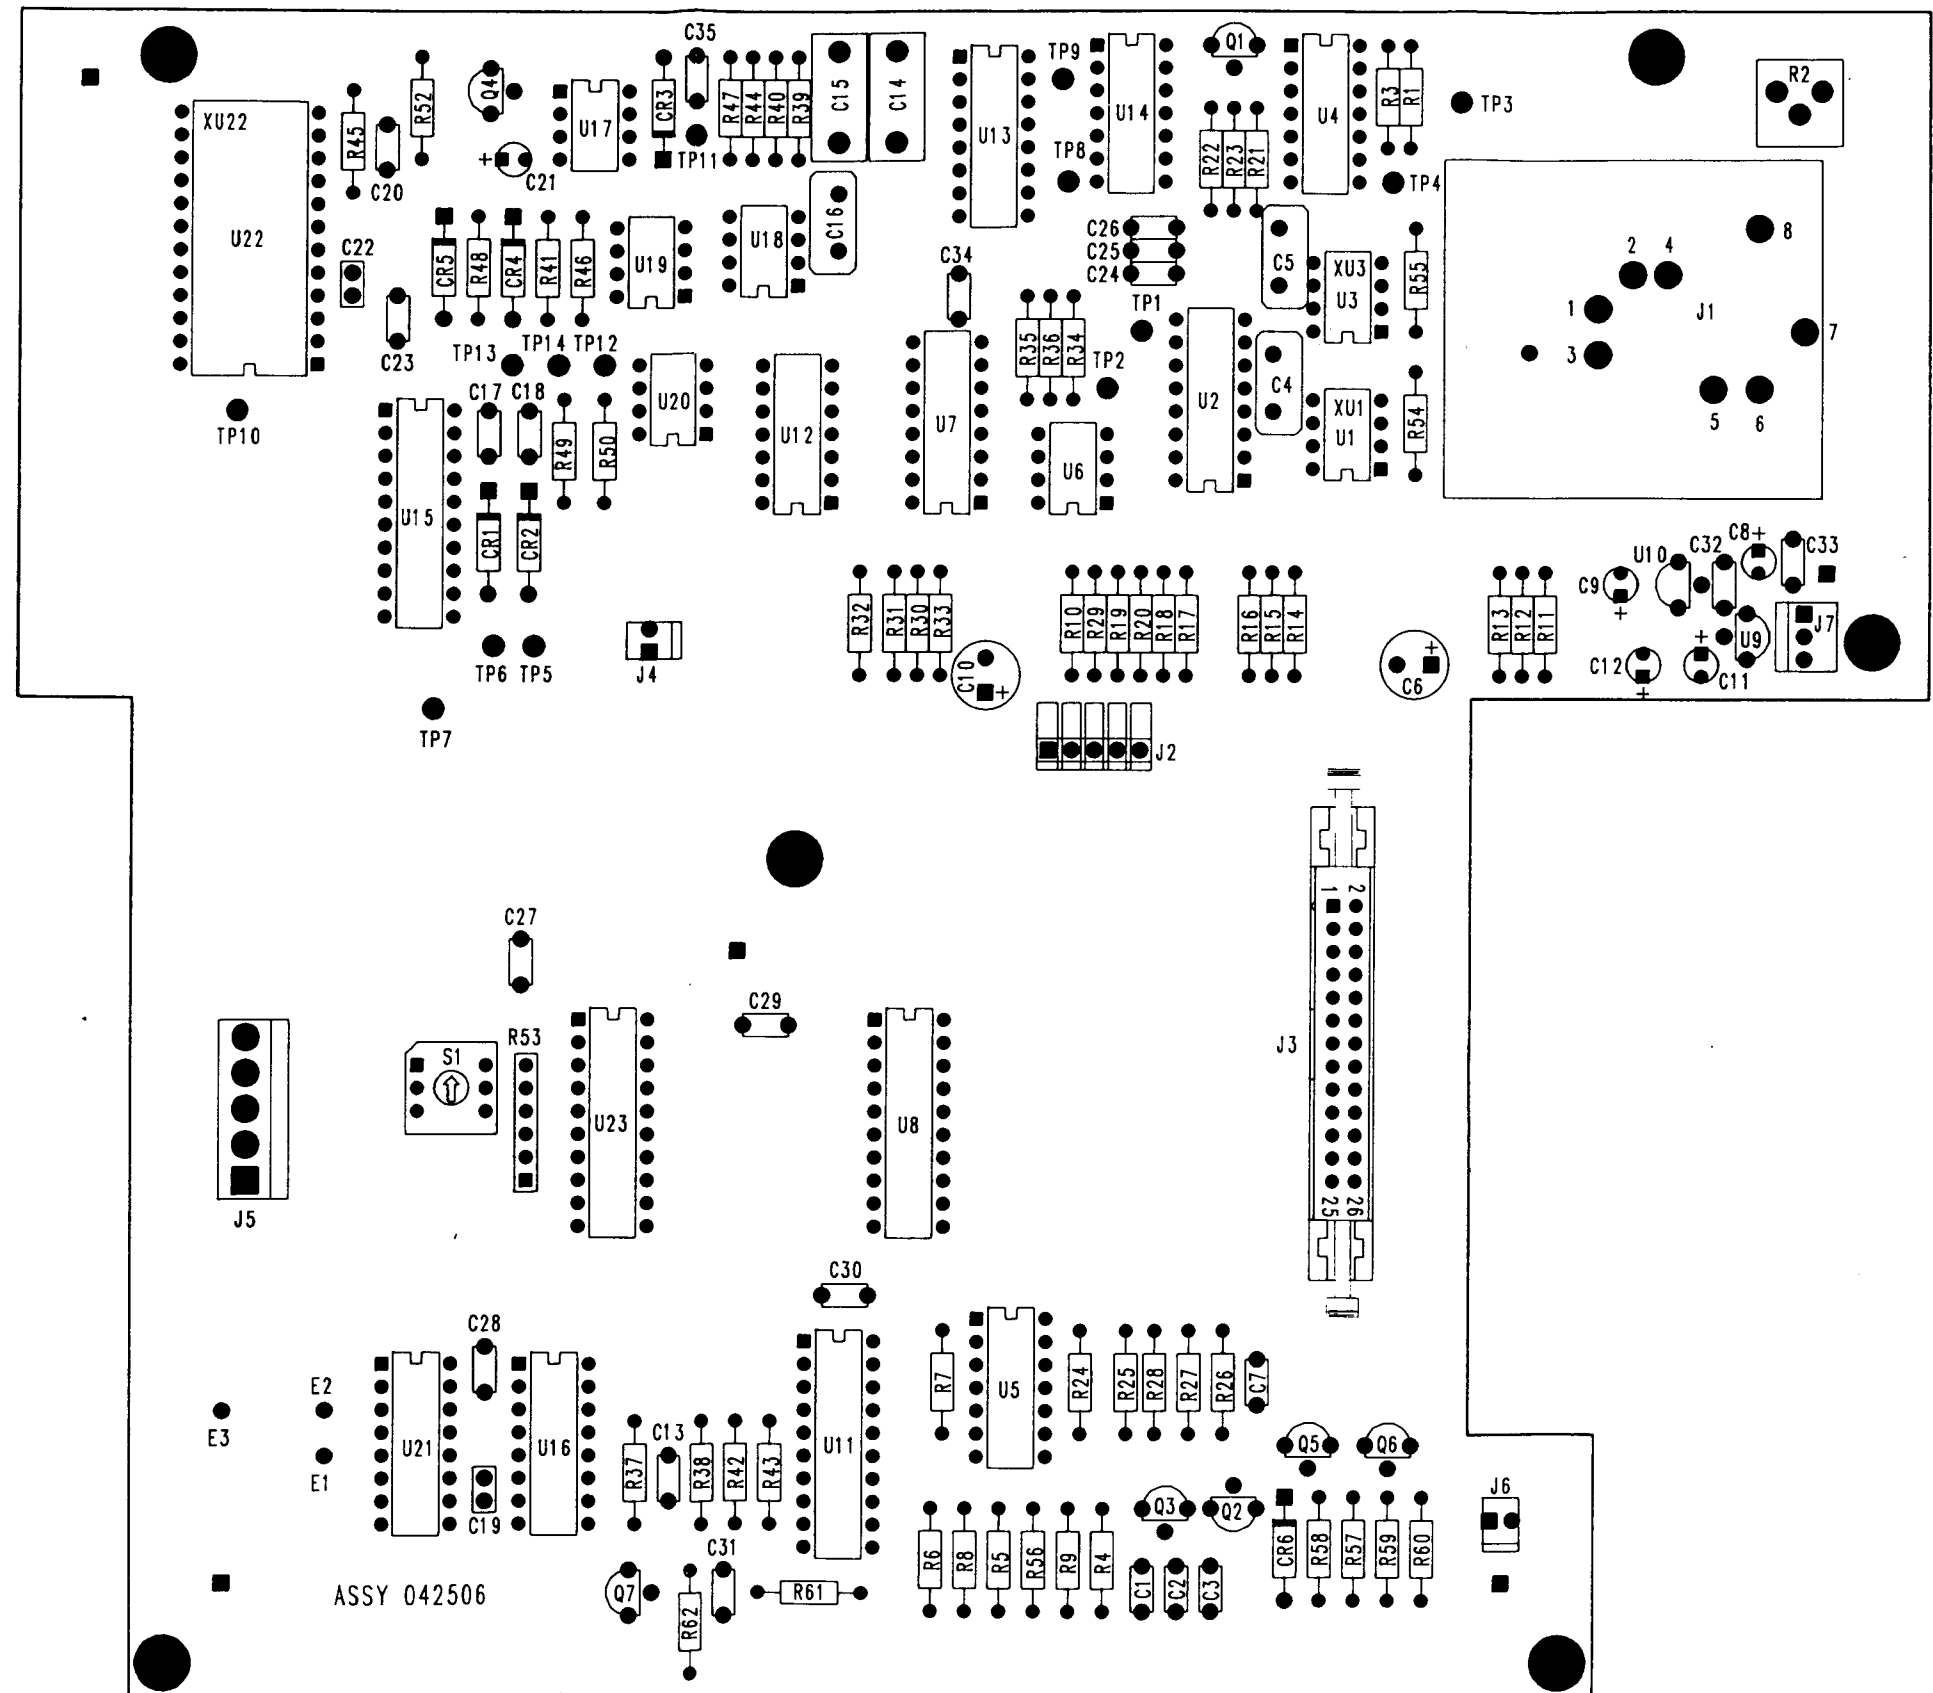 C35
Q1
TP9
R2
XU22
R52
Q4
CR3
R47
R44
R40
R39
C15
C14
U14
U4
R3
R1
TP3
R45
U17
U13
TP11
C20
C21
TP8
R22
R23
R21
TP4
U22
C22
CR5
R48
CR4
R41
R46
U19
U18
C16
C26
C25
C24
C34
C5
XU3
U3
R55
8
2
4
1
J1
7
3
5
6
TP1
C23
TP13
TP14
TP12
R35
R36
R34
TP2
C17
C18
U20
U12
U7
U2
C4
XU1
U1
R54
TP10
R49
R50
U6
U15
CR1
CR2
C8
+
C33
U10
C32
C9
+
R32
R31
R30
R33
R10
R29
R19
R20
R18
R17
R16
R15
R14
R13
R12
R11
U9
J7
+
TP6
TP5
J4
C10
+
C6
+
C12
+
C11
TP7
J2
1
2
C27
C29
R53
S1
J3
U23
U8
25
26
J5
C30
C28
R7
U5
R24
R25
R28
R27
R26
C7
E2
E3
E1
U21
U16
C13
R37
R38
R42
R43
U11
Q5
Q6
C19
J6
Q3
Q2
R6
R8
R5
R56
R9
R4
CR6
R58
R57
R59
R60
C31
C1
C2
C3
ASSY 042506
Q7
R62
R61
+